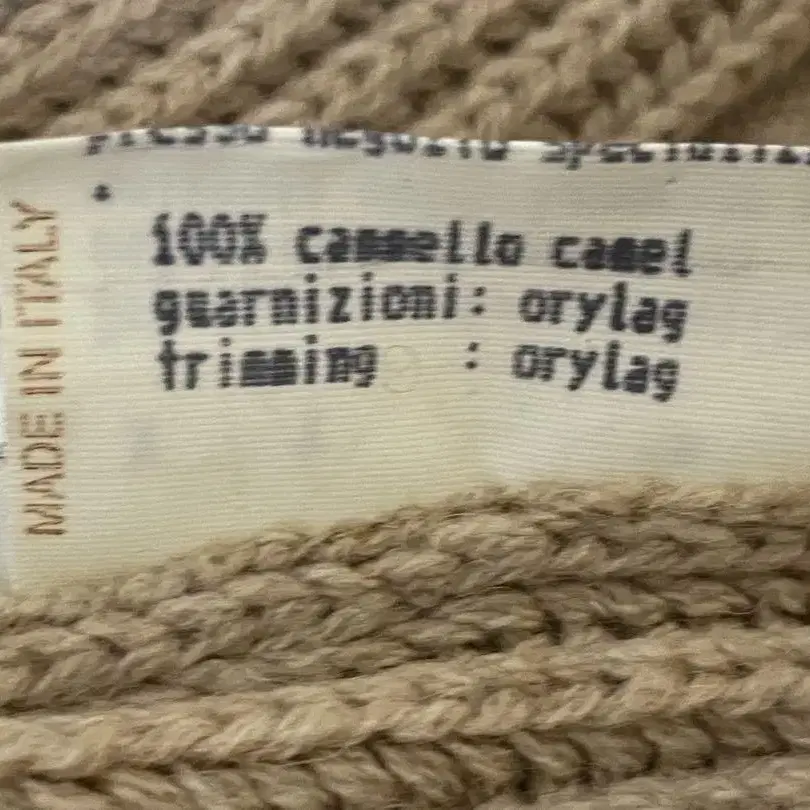 100% cammello camel
guarnizioni: orylag
trimming : orylag
MADE IN ITALY